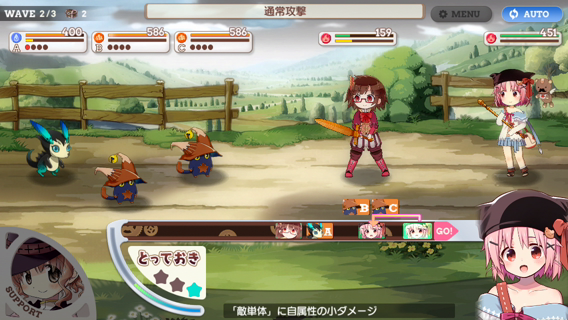 WAVE 2/3 2
通常攻撃
MENU
AUTO
400
A
586
B
586
C
159
451
B
C
A
GO!
とっておき
SUPPORT
「敵単体」に自属性の小ダメージ